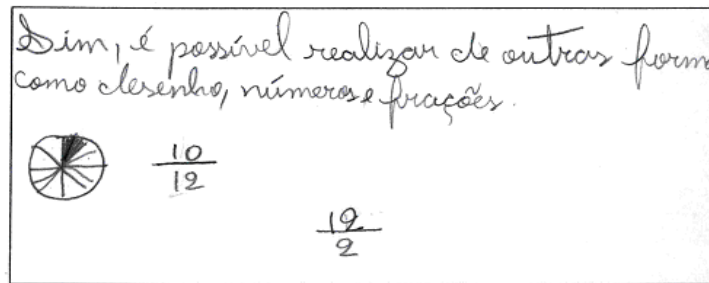 Sim, é possível realizar de outras form
como desenho, números e frações.
10
12
12
2